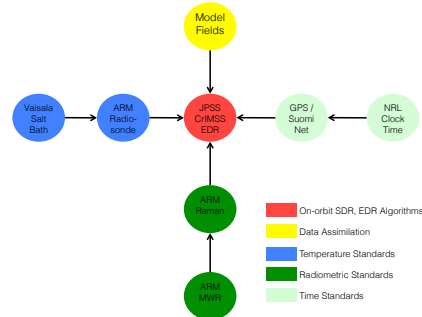 Model
Fields
Vaisala
Salt
Bath
ARM
Radio-
sonde
JPSS
CrIMSS
EDR
GPS /
Suomi
Net
NRL
Clock
Time
ARM
Raman
ARM
MWR
On-orbit SDR, EDR Algorithms
Data Assimilation
Temperature Standards
Radiometric Standards
Time Standards